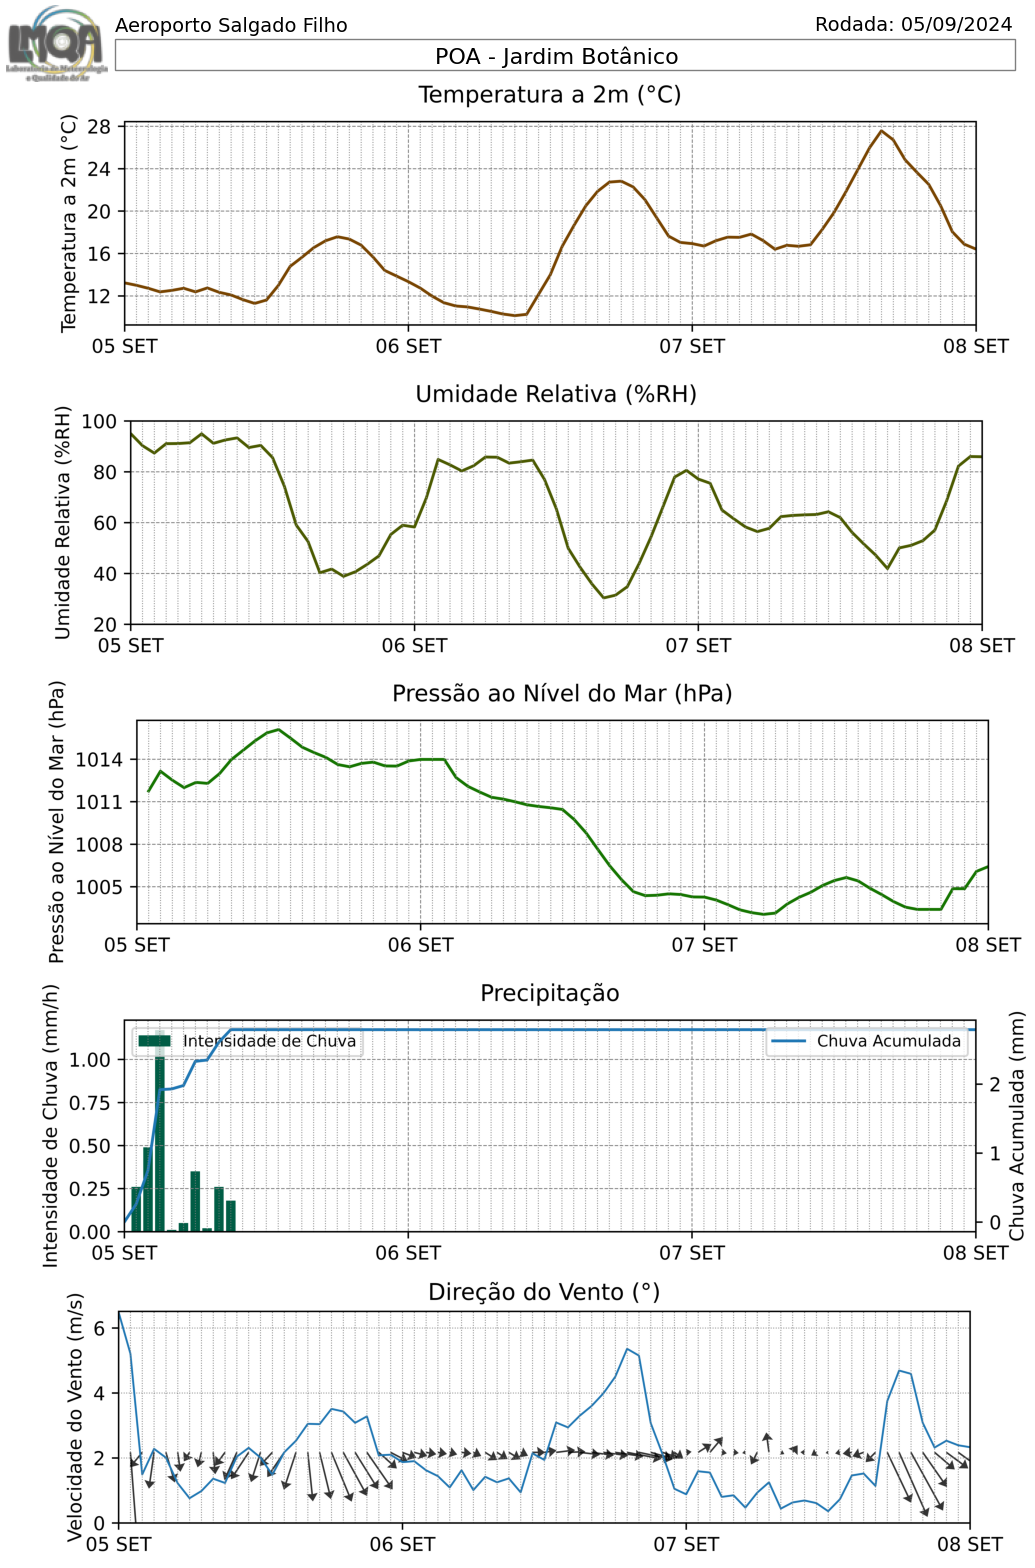 LMQA
Laboratório de Meteorologia
e Qualidade do Ar
Aeroporto Salgado Filho
Rodada: 05/09/2024
POA - Jardim Botânico
Temperatura a 2m (°C)
Temperatura a 2m (°C)
28
24
20
16
12
05 SET 06 SET 07 SET 08 SET
Umidade Relativa (%RH)
Umidade Relativa (%RH)
100
80
60
40
20
05 SET 06 SET 07 SET 08 SET
Pressão ao Nível do Mar (hPa)
Pressão ao Nível do Mar (hPa)
1014
1011
1008
1005
05 SET 06 SET 07 SET 08 SET
Precipitação
Intensidade de Chuva (mm/h)
1.00
0.75
0.50
0.25
0.00
Intensidade de Chuva
Chuva Acumulada
2
1
0
Chuva Acumulada (mm)
05 SET 06 SET 07 SET 08 SET
Direção do Vento (°)
Velocidade do Vento (m/s)
6
4
2
0
05 SET 06 SET 07 SET 08 SET